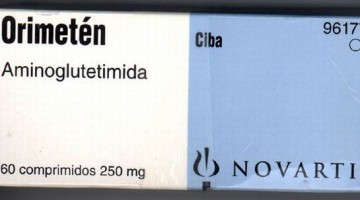 Orimetén
Aminoglutetimida
60 comprimidos 250 mg
Ciba
9617
NOVARTI